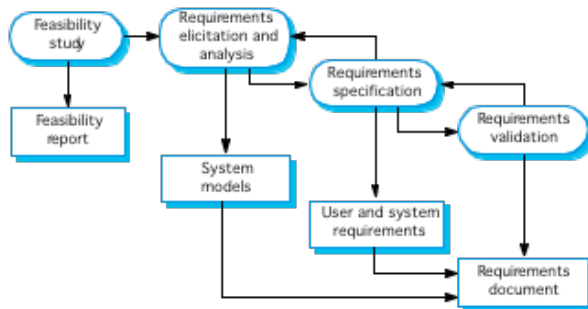 Feasibility
study
Requirements
elicitation and
analysis
Requirements
specification
Requirements
validation
Feasibility
report
System
models
User and system
requirements
Requirements
document